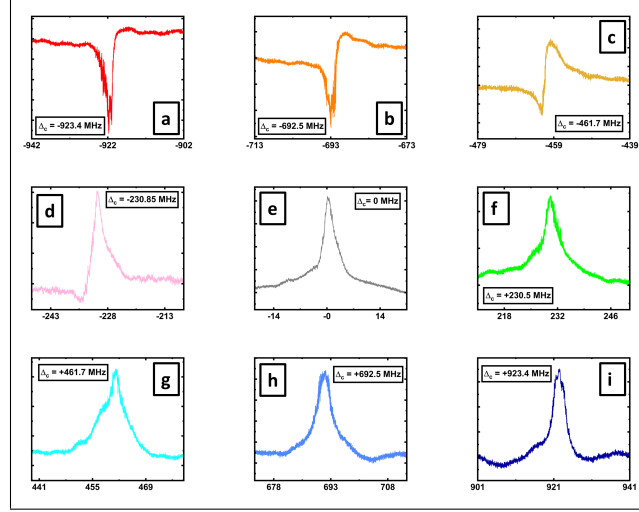 a
Δc = -923.4 MHz
-942 -922 -902
b
Δc = -692.5 MHz
-713 -693 -673
c
Δc = -461.7 MHz
-479 -459 -439
d
Δc = -230.85 MHz
-243 -228 -213
e
Δc= 0 MHz
-14 -0 14
f
Δc = +230.5 MHz
218 232 246
Δc = +461.7 MHz
g
441 455 469
h
Δc = +692.5 MHz
678 693 708
Δc = +923.4 MHz
i
901 921 941